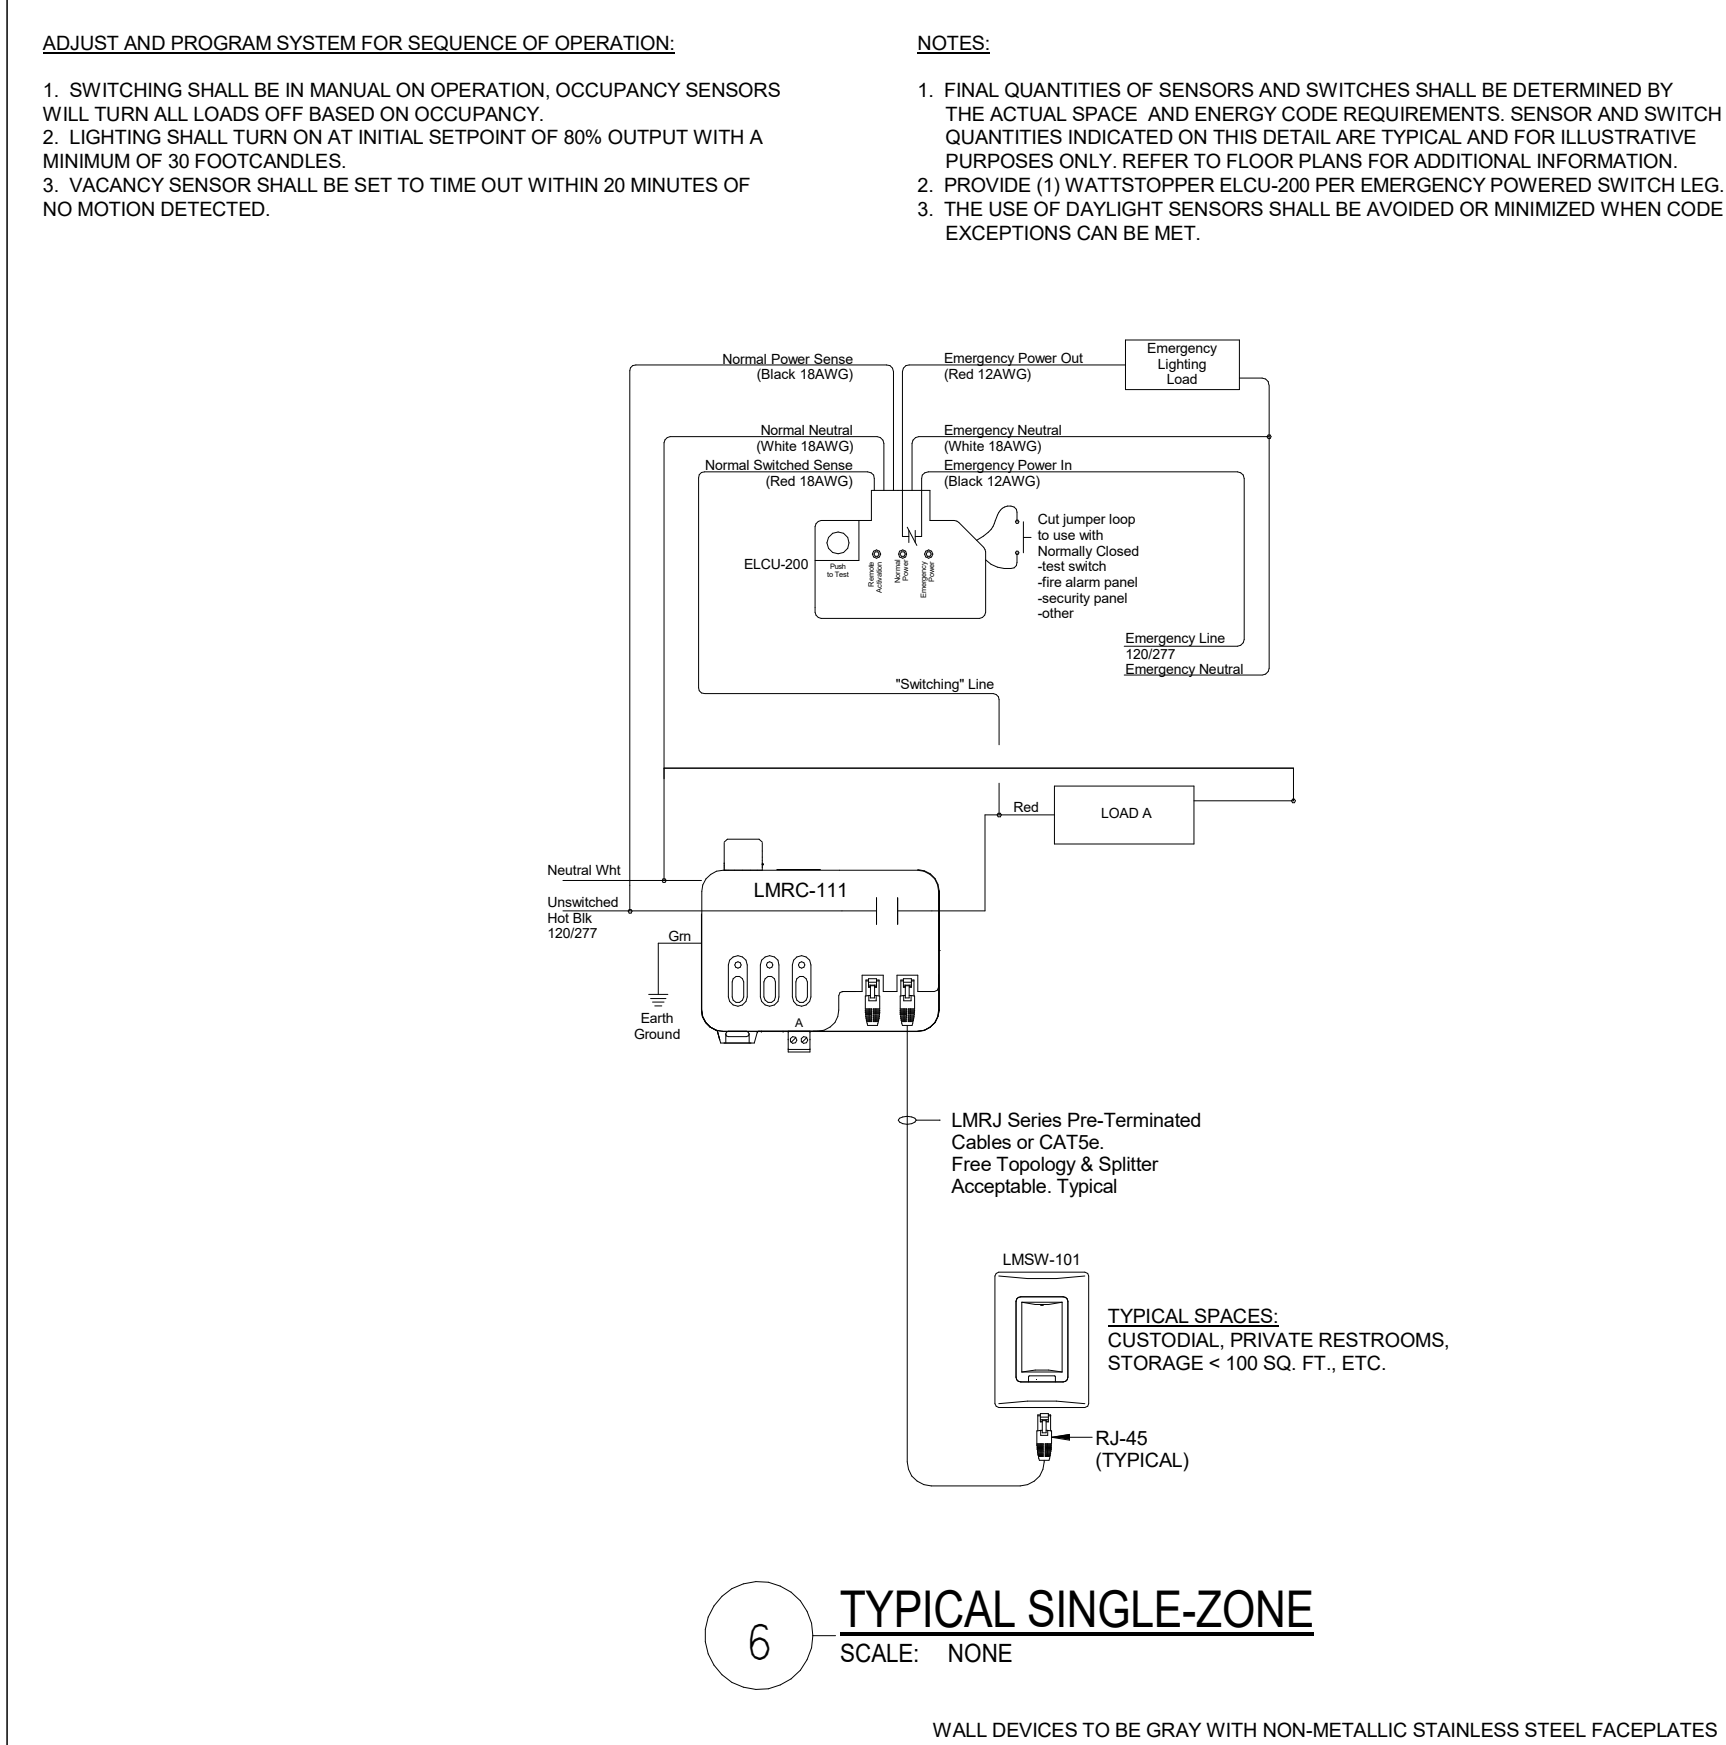 ADJUST AND PROGRAM SYSTEM FOR SEQUENCE OF OPERATION:
1. SWITCHING SHALL BE IN MANUAL ON OPERATION, OCCUPANCY SENSORS
WILL TURN ALL LOADS OFF BASED ON OCCUPANCY.
2. LIGHTING SHALL TURN ON AT INITIAL SETPOINT OF 80% OUTPUT WITH A
MINIMUM OF 30 FOOTCANDLES.
3. VACANCY SENSOR SHALL BE SET TO TIME OUT WITHIN 20 MINUTES OF
NO MOTION DETECTED.
NOTES:
1. FINAL QUANTITIES OF SENSORS AND SWITCHES SHALL BE DETERMINED BY
THE ACTUAL SPACE AND ENERGY CODE REQUIREMENTS. SENSOR AND SWITCH
QUANTITIES INDICATED ON THIS DETAIL ARE TYPICAL AND FOR ILLUSTRATIVE
PURPOSES ONLY. REFER TO FLOOR PLANS FOR ADDITIONAL INFORMATION.
2. PROVIDE (1) WATTSTOPPER ELCU-200 PER EMERGENCY POWERED SWITCH LEG.
3. THE USE OF DAYLIGHT SENSORS SHALL BE AVOIDED OR MINIMIZED WHEN CODE
EXCEPTIONS CAN BE MET.
Normal Power Sense
(Black 18AWG)
Emergency Power Out
(Red 12AWG)
Emergency
Lighting
Load
Normal Neutral
(White 18AWG)
Emergency Neutral
(White 18AWG)
Normal Switched Sense
(Red 18AWG)
Emergency Power In
(Black 12AWG)
ELCU-200
Push
to Test
Remote
Activation
Normal
Power
Emergency
Power
Cut jumper loop
to use with
Normally Closed
-test switch
-fire alarm panel
-security panel
-other
Emergency Line
120/277
Emergency Neutral
"Switching" Line
Red
LOAD A
Neutral Wht
LMRC-111
Unswitched
Hot Blk
120/277
Grn
Earth
Ground
A
LMRJ Series Pre-Terminated
Cables or CAT5e.
Free Topology & Splitter
Acceptable. Typical
LMSW-101
TYPICAL SPACES:
CUSTODIAL, PRIVATE RESTROOMS,
STORAGE < 100 SQ. FT., ETC.
RJ-45
(TYPICAL)
6
TYPICAL SINGLE-ZONE
SCALE: NONE
WALL DEVICES TO BE GRAY WITH NON-METALLIC STAINLESS STEEL FACEPLATES